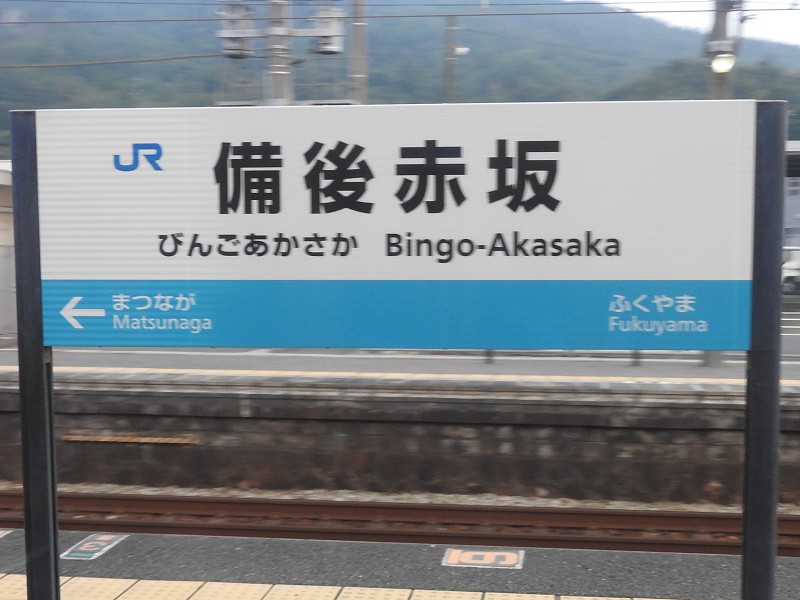 JR 備後赤坂
びんごあかさか Bingo-Akasaka
← まつなが ふくやま
Matsunaga Fukuyama
6